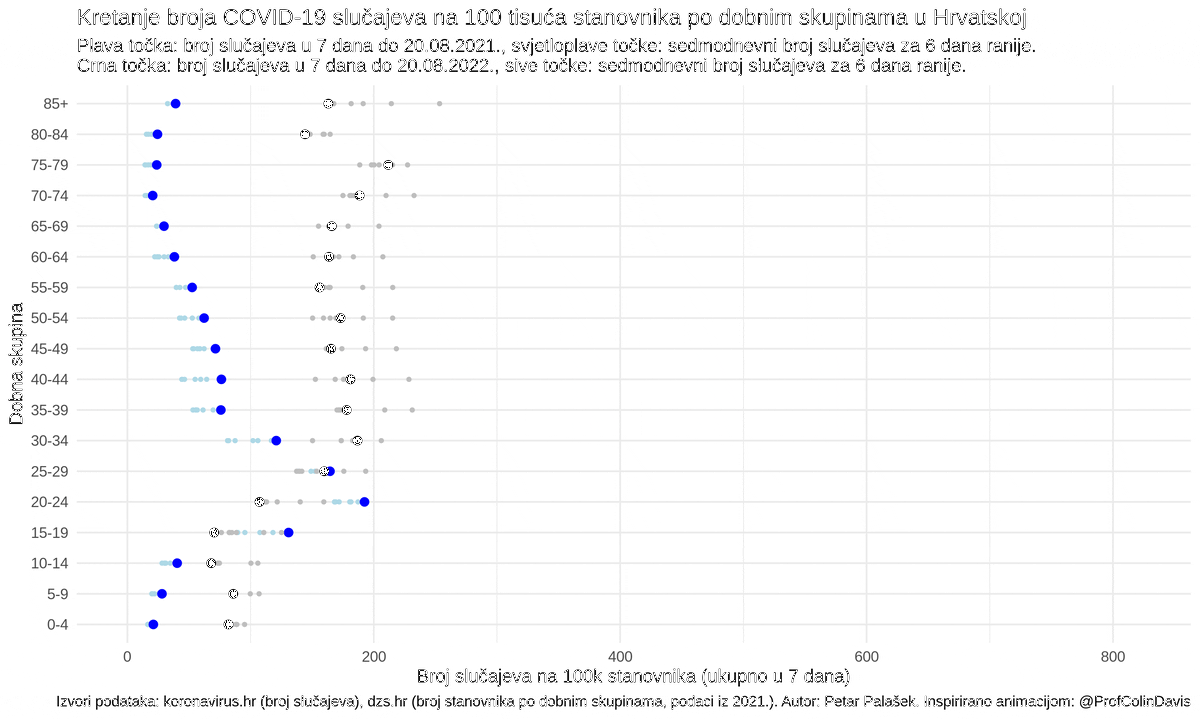 Kretanje broja COVID-19 slučajeva na 100 tisuća stanovnika po dobnim skupinama u Hrvatskoj
Plava točka: broj slučajeva u 7 dana do 20.08.2021., svjetloplave točke: sedmodnevni broj slučajeva za 6 dana ranije.
Crna točka: broj slučajeva u 7 dana do 20.08.2022., sive točke: sedmodnevni broj slučajeva za 6 dana ranije.
Dobna skupina
85+
80-84
75-79
70-74
65-69
60-64
55-59
50-54
45-49
40-44
35-39
30-34
25-29
20-24
15-19
10-14
5-9
0-4
0 200 400 600 800
Broj slučajeva na 100k stanovnika (ukupno u 7 dana)
Izvori podataka: koronavirus.hr (broj slučajeva), dzs.hr (broj stanovnika po dobnim skupinama, podaci iz 2021.). Autor: Petar Palašek. Inspirirano animacijom: @ProfColinDavis